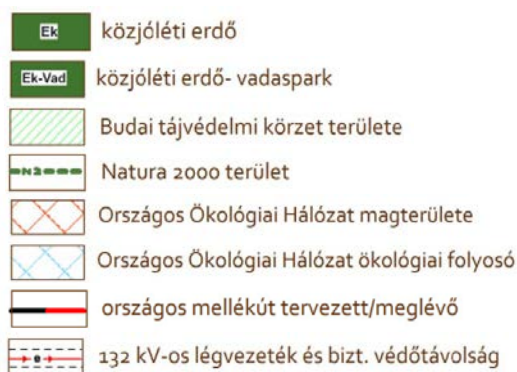 Ek közjóléti erdő
Ek-Vad közjóléti erdő- vadaspark
Budai tájvédelmi körzet területe
N2 Natura 2000 terület
Országos Ökológiai Hálózat magterülete
Országos Ökológiai Hálózat ökológiai folyosó
országos mellékút tervezett/meglévő
e 132 kV-os légvezeték és bizt. védőtávolság